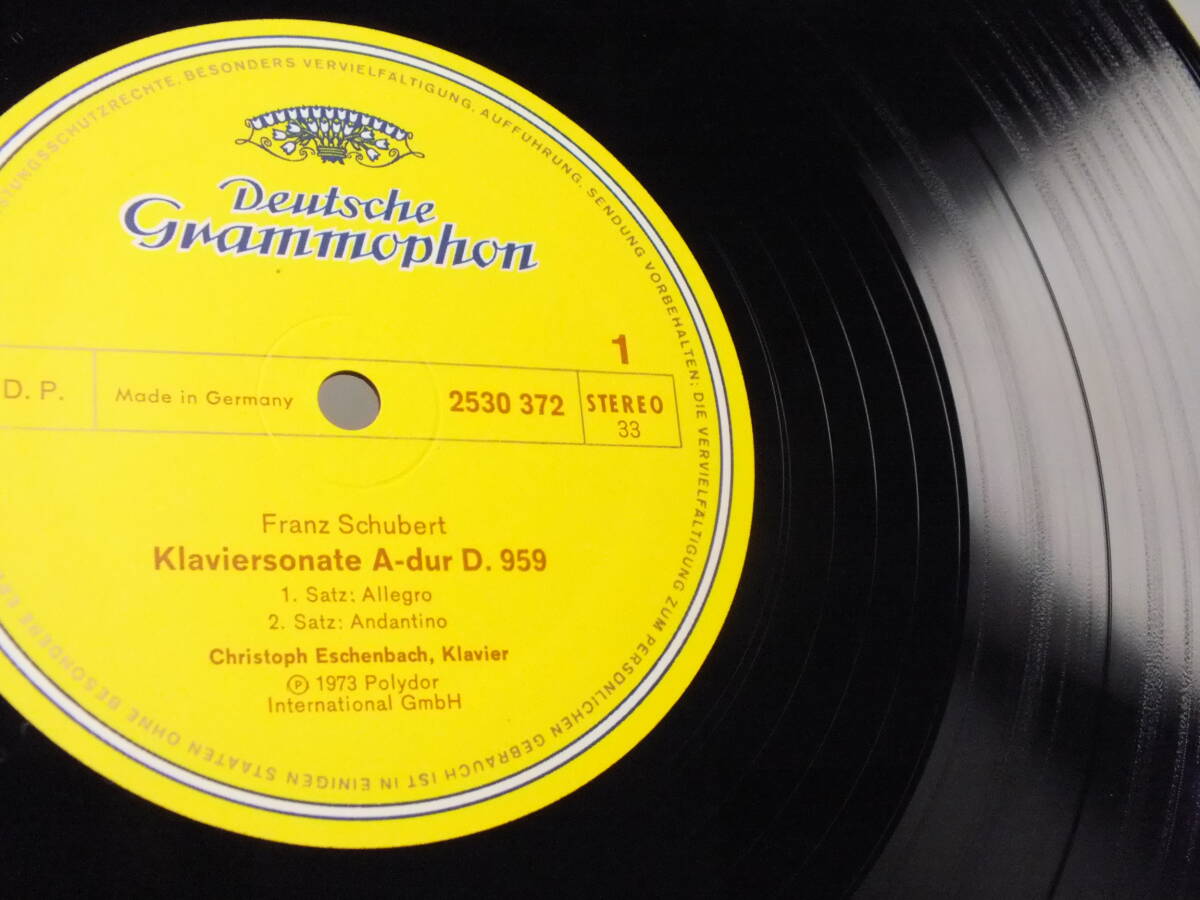 Deutsche
Grammophon
1
D. P.
Made in Germany
2530 372
STEREO
33
Franz Schubert
Klaviersonate A-dur D. 959
1. Satz: Allegro
2. Satz: Andantino
Christoph Eschenbach, Klavier
Ⓟ 1973 Polydor
International GmbH
TUNGSSCHUTZRECHTE, BESONDERS VERVIELFÄLTIGUNG, AUFFÜHRUNG, SENDUNG VORBEHALTEN; DIE VERVIELFÄLTIGUNG ZUM PERSÖNLICHEN GEBRAUCH IST IN EINIGEN STAATEN OHNE BESONDERE